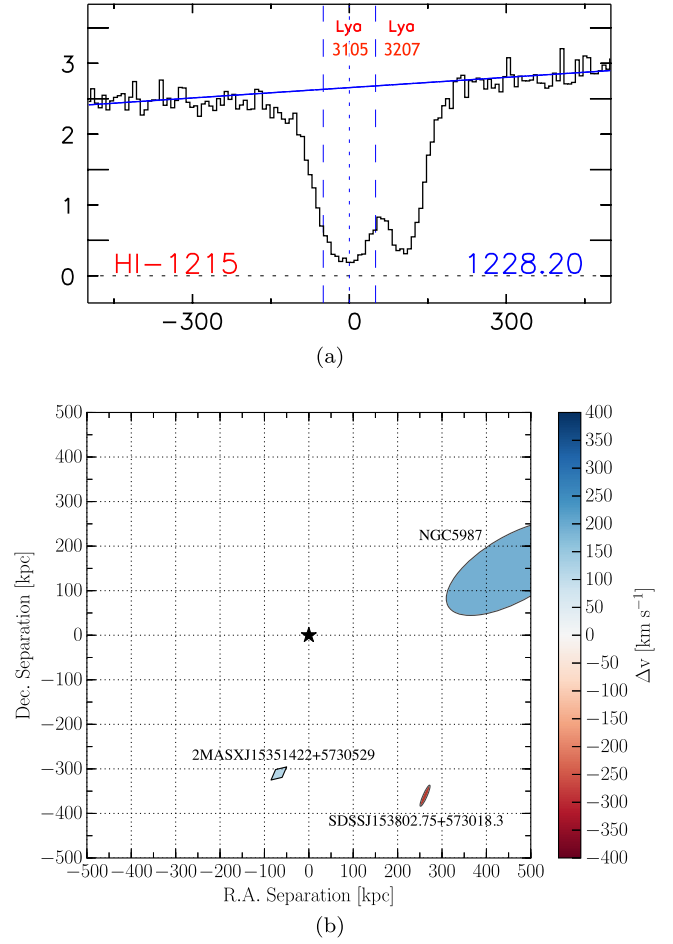 Lya Lya
3105 3207
3
2
1
0
HI-1215 1228.20
-300 0 300
(a)
500
400
300
200
100
0
−100
−200
−300
−400
−500
Dec. Separation [kpc]
NGC5987
2MASXJ15351422+5730529
SDSSJ153802.75+573018.3
−500 −400 −300 −200 −100 0 100 200 300 400 500
R.A. Separation [kpc]
400
350
300
250
200
150
100
50
0
−50
−100
−150
−200
−250
−300
−350
−400
Δv [km s⁻¹]
(b)